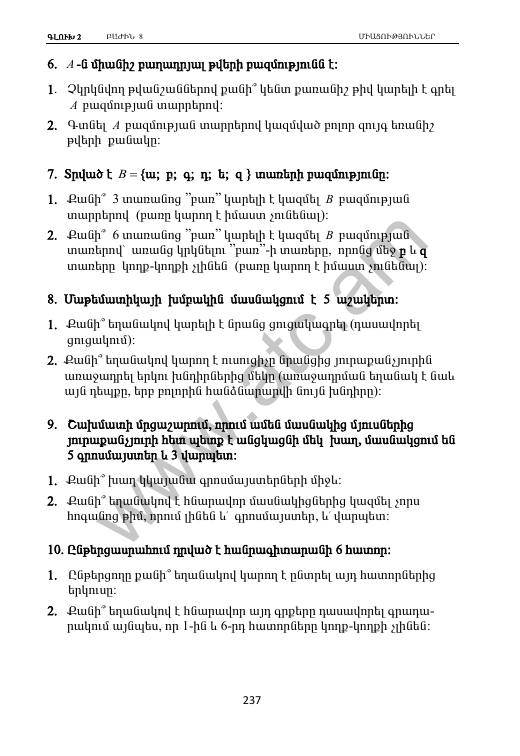 ԳԼՈՒԽ 2 ԲԱԺԻՆ 8 ՄԻԱՑՈՒԹՅՈՒՆՆԵՐ
6. A -ն միանիշ բաղադրյալ թվերի բազմությունն է:
1. Չկրկնվող թվանշաններով քանի՞ կենտ քառանիշ թիվ կարելի է գրել
A բազմության տարրերով:
2. Գտնել A բազմության տարրերով կազմված բոլոր զույգ եռանիշ
թվերի քանակը:
7. Տրված է B = {ա; բ; գ; դ; ե; զ } տառերի բազմությունը:
1. Քանի՞ 3 տառանոց ”բառ” կարելի է կազմել B բազմության
տարրերով (բառը կարող է իմաստ չունենալ):
2. Քանի՞ 6 տառանոց ”բառ” կարելի է կազմել B բազմության
տառերով՝ առանց կրկնելու ”բառ”-ի տառերը, որոնց մեջ բ և զ
տառերը կողք-կողքի չլինեն (բառը կարող է իմաստ չունենալ):
8. Մաթեմատիկայի խմբակին մասնակցում է 5 աշակերտ:
1. Քանի՞ եղանակով կարելի է նրանց ցուցակագրել (դասավորել
ցուցակում):
2. Քանի՞ եղանակով կարող է ուսուցիչը նրանցից յուրաքանչյուրին
առաջադրել երկու խնդիրներից մեկը (առաջադրման եղանակ է նաև
այն դեպքը, երբ բոլորին հանձնարարվի նույն խնդիրը):
9. Շախմատի մրցաշարում, որում ամեն մասնակից մյուսներից
յուրաքանչյուրի հետ պետք է անցկացնի մեկ խաղ, մասնակցում են
5 գրոսմայստեր և 3 վարպետ:
1. Քանի՞ խաղ կկայանա գրոսմայստերների միջև:
2. Քանի՞ եղանակով է հնարավոր մասնակիցներից կազմել չորս
հոգանոց թիմ, որում լինեն և՛ գրոսմայստեր, և՛ վարպետ:
10. Ընթերցասրահում դրված է հանրագիտարանի 6 հատոր:
1. Ընթերցողը քանի՞ եղանակով կարող է ընտրել այդ հատորներից
երկուսը:
2. Քանի՞ եղանակով է հնարավոր այդ գրքերը դասավորել գրադա-
րակում այնպես, որ 1-ին և 6-րդ հատորները կողք-կողքի չլինեն:
www.atc.am
237